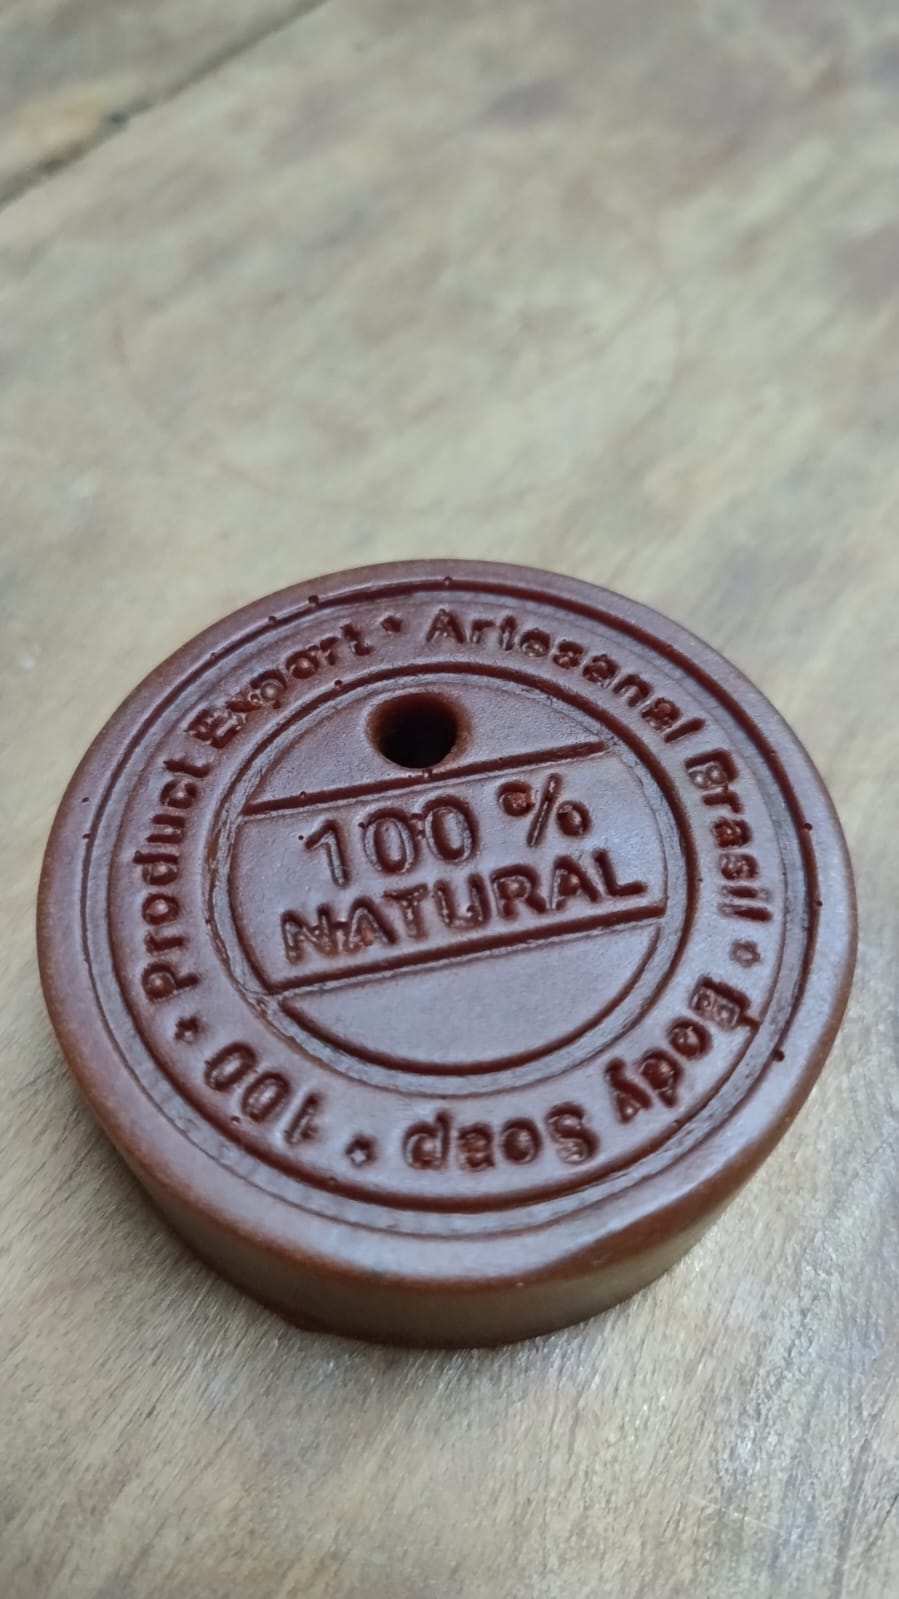 100 %
NATURAL
Product Export • Artesanal Brasil • Body Soap • 100 •